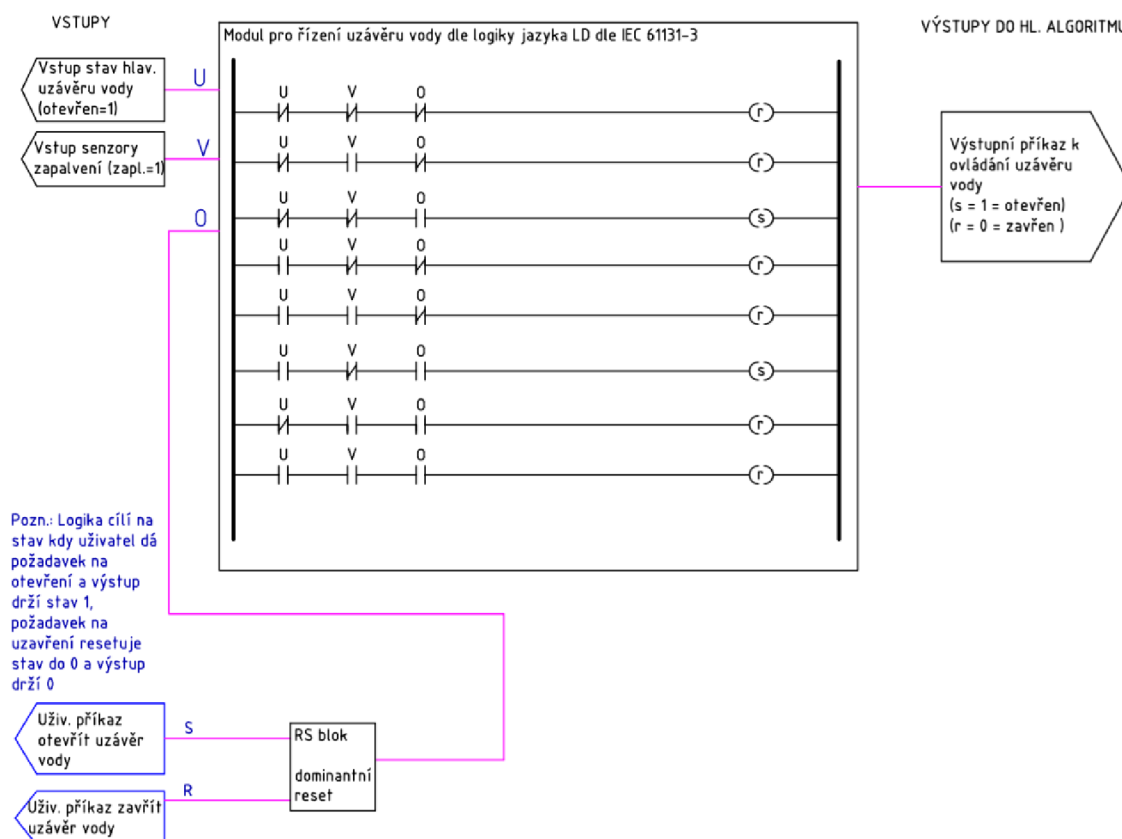 VSTUPY
Modul pro řízení uzávěru vody dle logiky jazyka LD dle IEC 61131-3
VÝSTUPY DO HL. ALGORITMU
Vstup stav hlav.
uzávěru vody
(otevřen=1)
U
Vstup senzory
zapalvení (zapl.=1)
V
O
U V O
(r)
U V O
(r)
U V O
(s)
U V O
(r)
U V O
(r)
U V O
(s)
U V O
(r)
U V O
(r)
Výstupní příkaz k
ovládání uzávěru
vody
(s = 1 = otevřen)
(r = 0 = zavřen )
Pozn.: Logika cílí na
stav kdy uživatel dá
požadavek na
otevření a výstup
drží stav 1,
požadavek na
uzavření resetuje
stav do 0 a výstup
drží 0
Uživ. příkaz
otevřít uzávěr
vody
S
RS blok
dominantní
reset
R
Uživ. příkaz zavřít
uzávěr vody